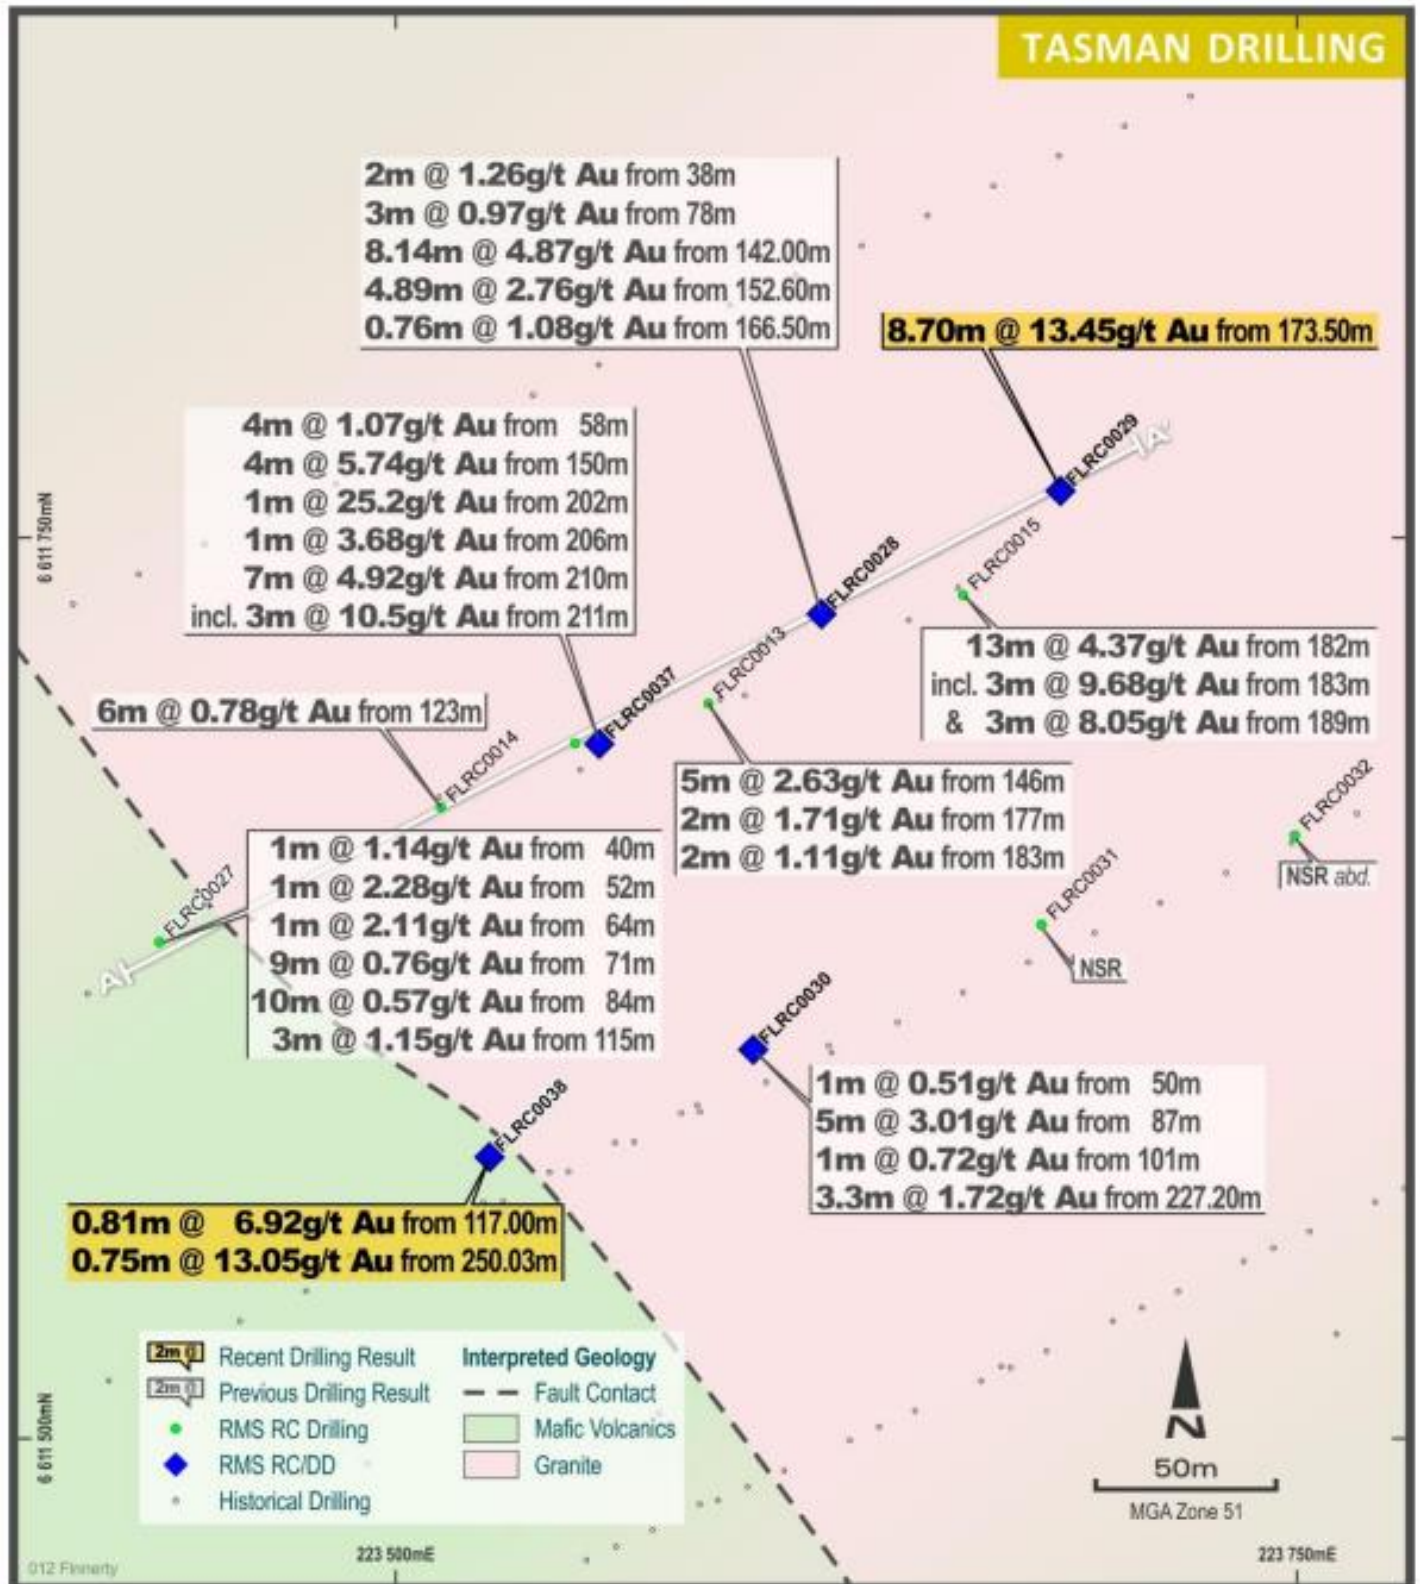 TASMAN DRILLING
2m @ 1.26g/t Au from 38m
3m @ 0.97g/t Au from 78m
8.14m @ 4.87g/t Au from 142.00m
4.89m @ 2.76g/t Au from 152.60m
0.76m @ 1.08g/t Au from 166.50m
8.70m @ 13.45g/t Au from 173.50m
4m @ 1.07g/t Au from 58m
4m @ 5.74g/t Au from 150m
1m @ 25.2g/t Au from 202m
1m @ 3.68g/t Au from 206m
7m @ 4.92g/t Au from 210m
incl. 3m @ 10.5g/t Au from 211m
A'
FLRC0029
FLRC0015
FLRC0028
FLRC0013
FLRC0037
FLRC0014
6 611 750mN
13m @ 4.37g/t Au from 182m
incl. 3m @ 9.68g/t Au from 183m
& 3m @ 8.05g/t Au from 189m
6m @ 0.78g/t Au from 123m
5m @ 2.63g/t Au from 146m
2m @ 1.71g/t Au from 177m
2m @ 1.11g/t Au from 183m
FLRC0032
NSR abd.
FLRC0027
A
1m @ 1.14g/t Au from 40m
1m @ 2.28g/t Au from 52m
1m @ 2.11g/t Au from 64m
9m @ 0.76g/t Au from 71m
10m @ 0.57g/t Au from 84m
3m @ 1.15g/t Au from 115m
FLRC0031
NSR
FLRC0030
1m @ 0.51g/t Au from 50m
5m @ 3.01g/t Au from 87m
1m @ 0.72g/t Au from 101m
3.3m @ 1.72g/t Au from 227.20m
FLRC0038
0.81m @ 6.92g/t Au from 117.00m
0.75m @ 13.05g/t Au from 250.03m
2m @ Recent Drilling Result
2m @ Previous Drilling Result
RMS RC Drilling
RMS RC/DD
Historical Drilling
Interpreted Geology
Fault Contact
Mafic Volcanics
Granite
6 611 500mN
N
50m
MGA Zone 51
223 500mE
223 750mE
012 Finnerty